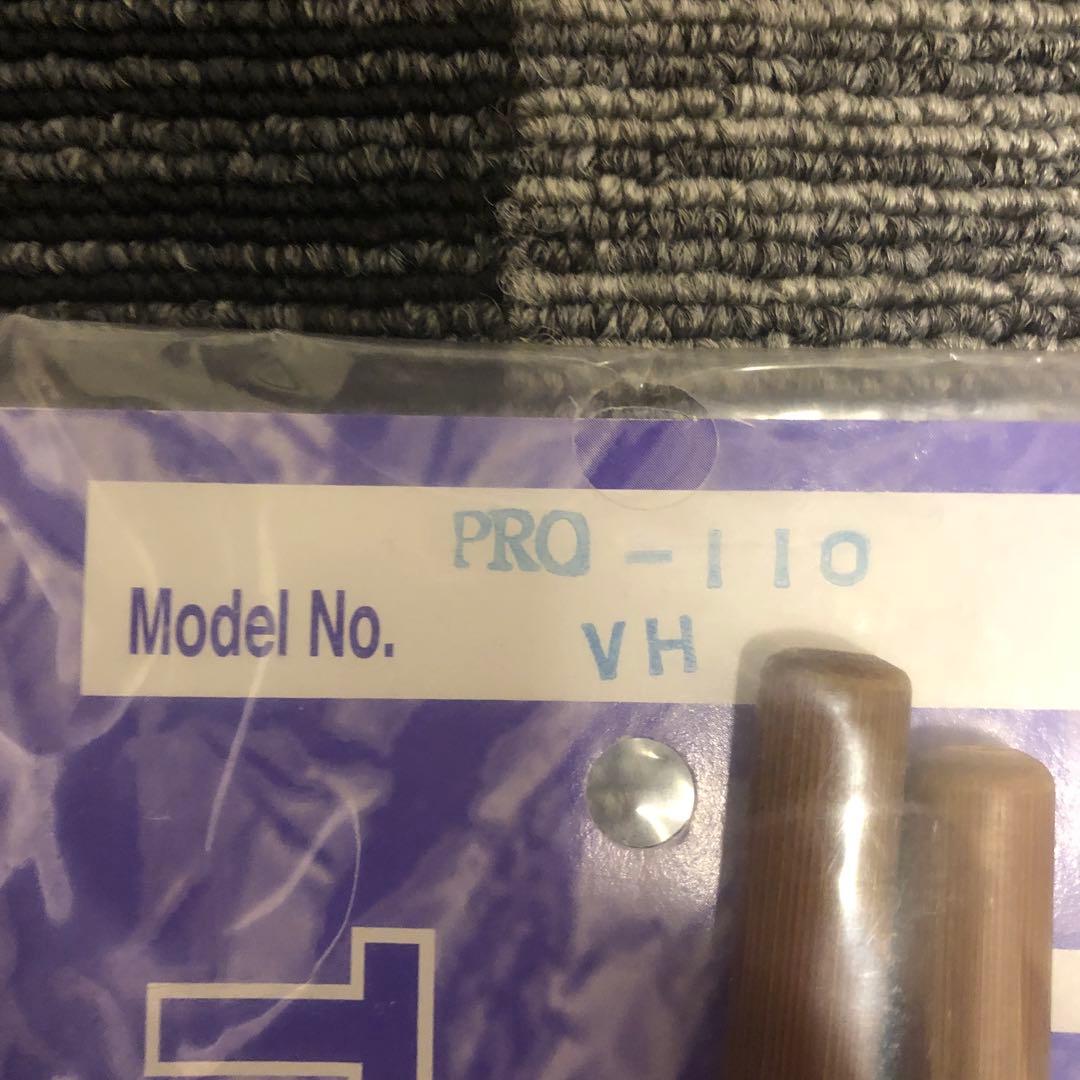 PRO-110
Model No.
VH